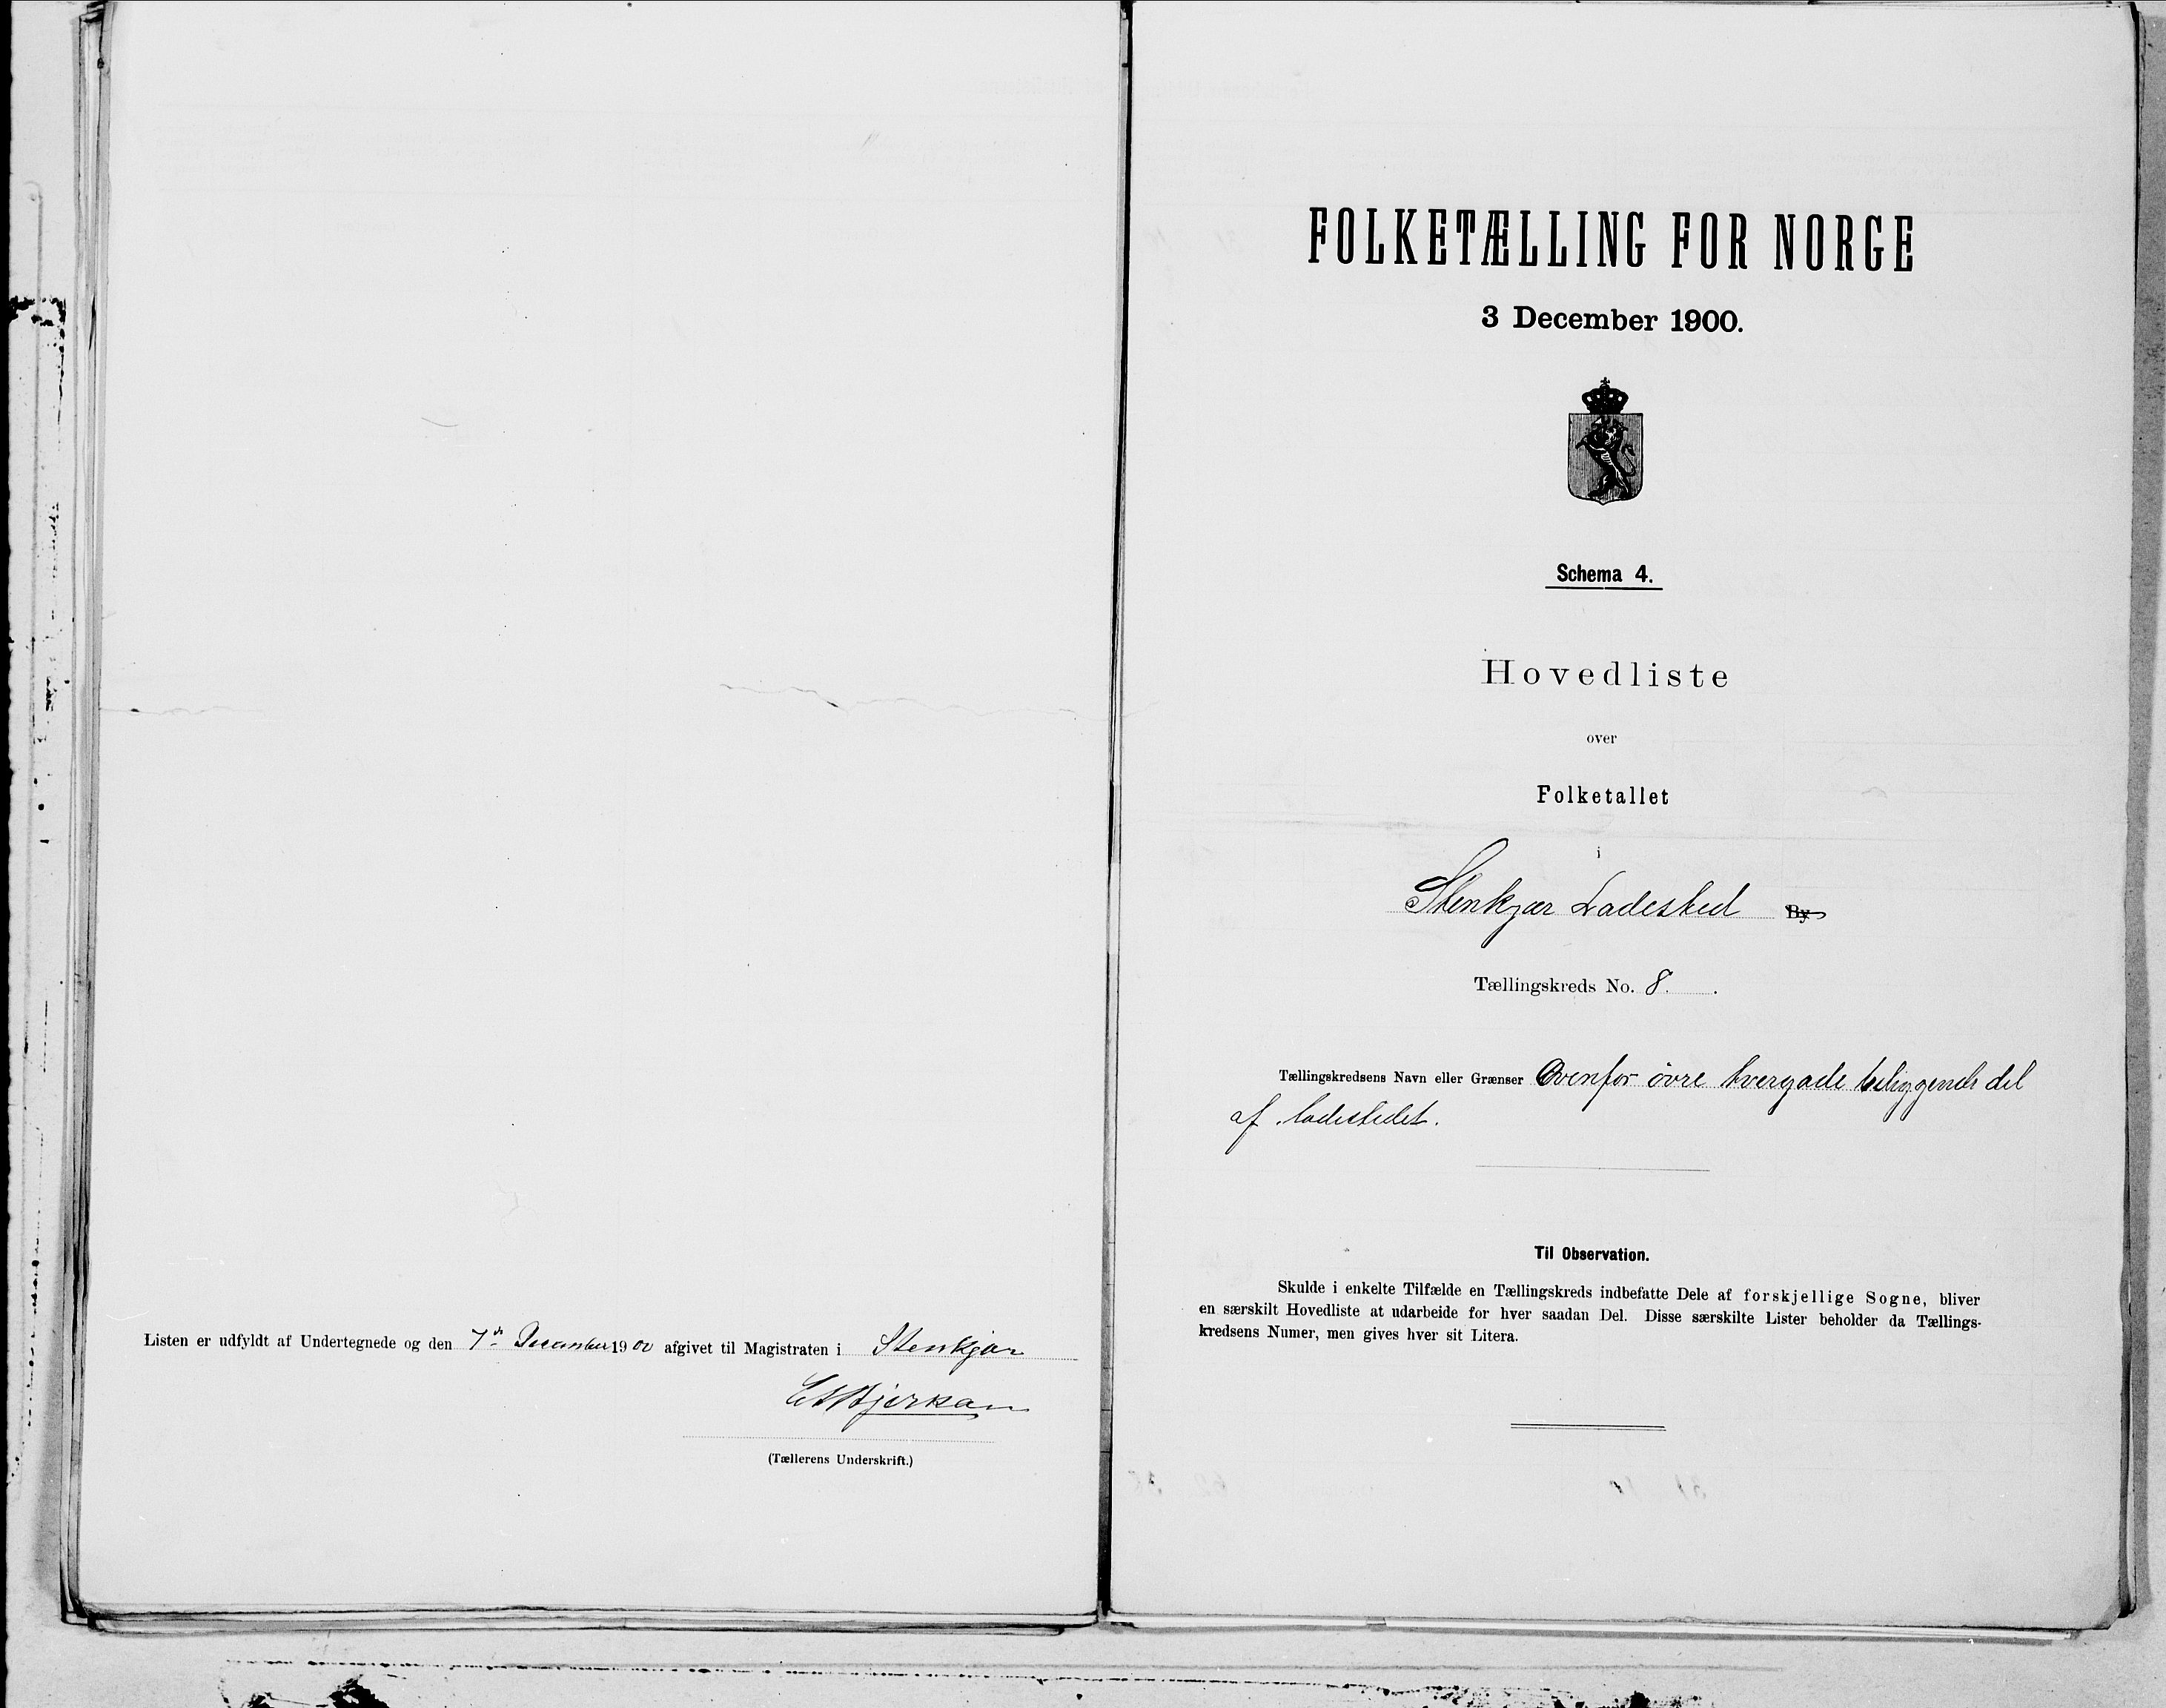 Listen er udfyldt af Undertegnede og den 7de December 1900 afgivet til Magistraten i Stenkjær
Bjerkan
(Tællerens Underskrift.)
FOLKETÆLLING FOR NORGE
3 December 1900.
Schema 4.
Hovedliste
over
Folketallet
i
Stenkjær Ladested By
Tællingskreds No. 8.
Tællingskredsens Navn eller Grænser Ovenfor øvre tvergade beliggende del
af ladestedet.
Til Observation.
Skulde i enkelte Tilfælde en Tællingskreds indbefatte Dele af forskjellige Sogne, bliver
en særskilt Hovedliste at udarbeide for hver saadan Del. Disse særskilte Lister beholder da Tællings-
kredsens Numer, men gives hver sit Litera.